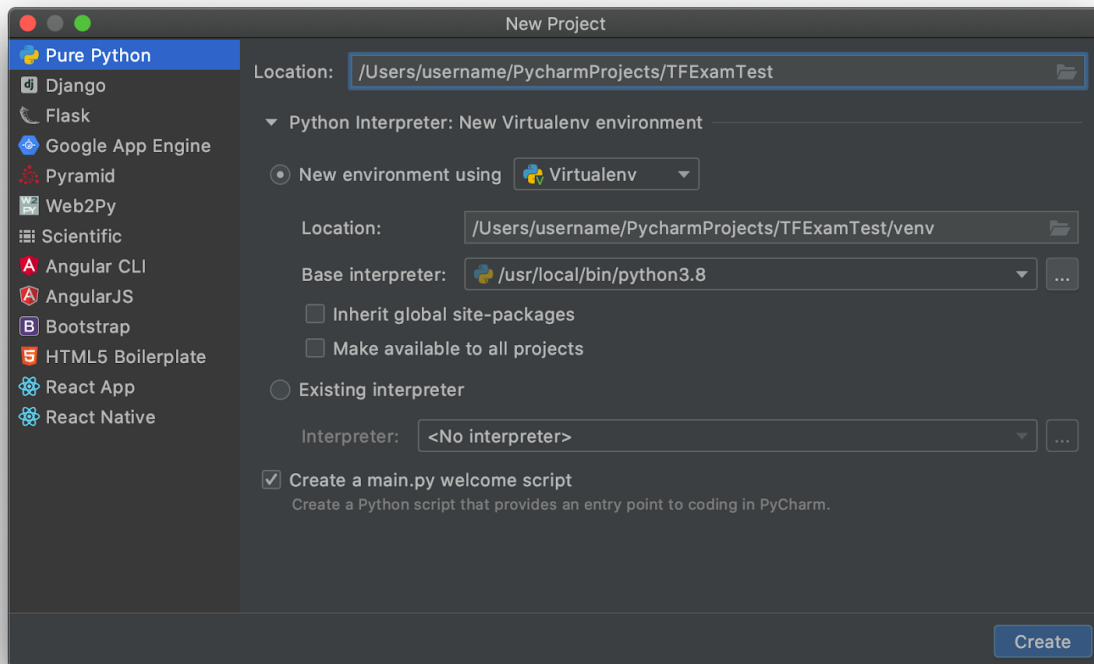 New Project
Pure Python
Django
Flask
Google App Engine
Pyramid
Web2Py
Scientific
Angular CLI
AngularJS
Bootstrap
HTML5 Boilerplate
React App
React Native
Location: /Users/username/PycharmProjects/TFExamTest
Python Interpreter: New Virtualenv environment
New environment using Virtualenv
Location: /Users/username/PycharmProjects/TFExamTest/venv
Base interpreter: /usr/local/bin/python3.8 ...
Inherit global site-packages
Make available to all projects
Existing interpreter
Interpreter: <No interpreter> ...
Create a main.py welcome script
Create a Python script that provides an entry point to coding in PyCharm.
Create